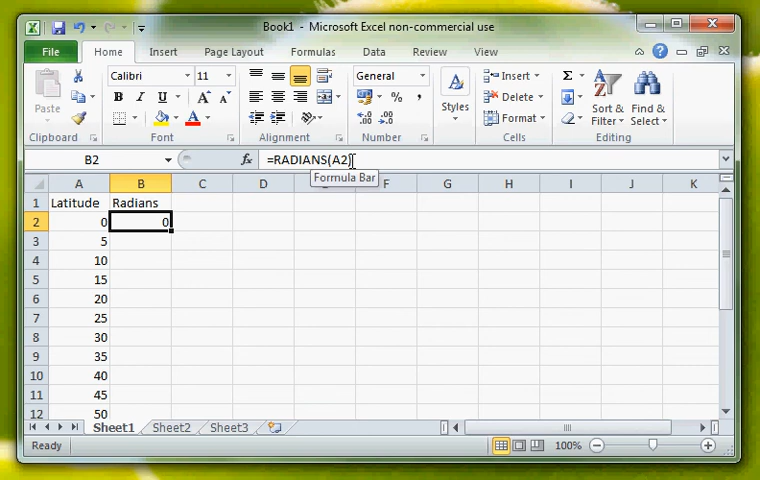 Book1 - Microsoft Excel non-commercial use
File Home Insert Page Layout Formulas Data Review View
Calibri 11 General Insert Σ
Paste B I U A A % , Styles Delete Sort & Filter Find & Select
Format
Clipboard Font Alignment Number Cells Editing
B2 fx =RADIANS(A2)
Formula Bar
A B C D E F G H I J K
1 Latitude Radians
2 0 0
3 5
4 10
5 15
6 20
7 25
8 30
9 35
10 40
11 45
12 50
Sheet1 Sheet2 Sheet3
Ready 100%